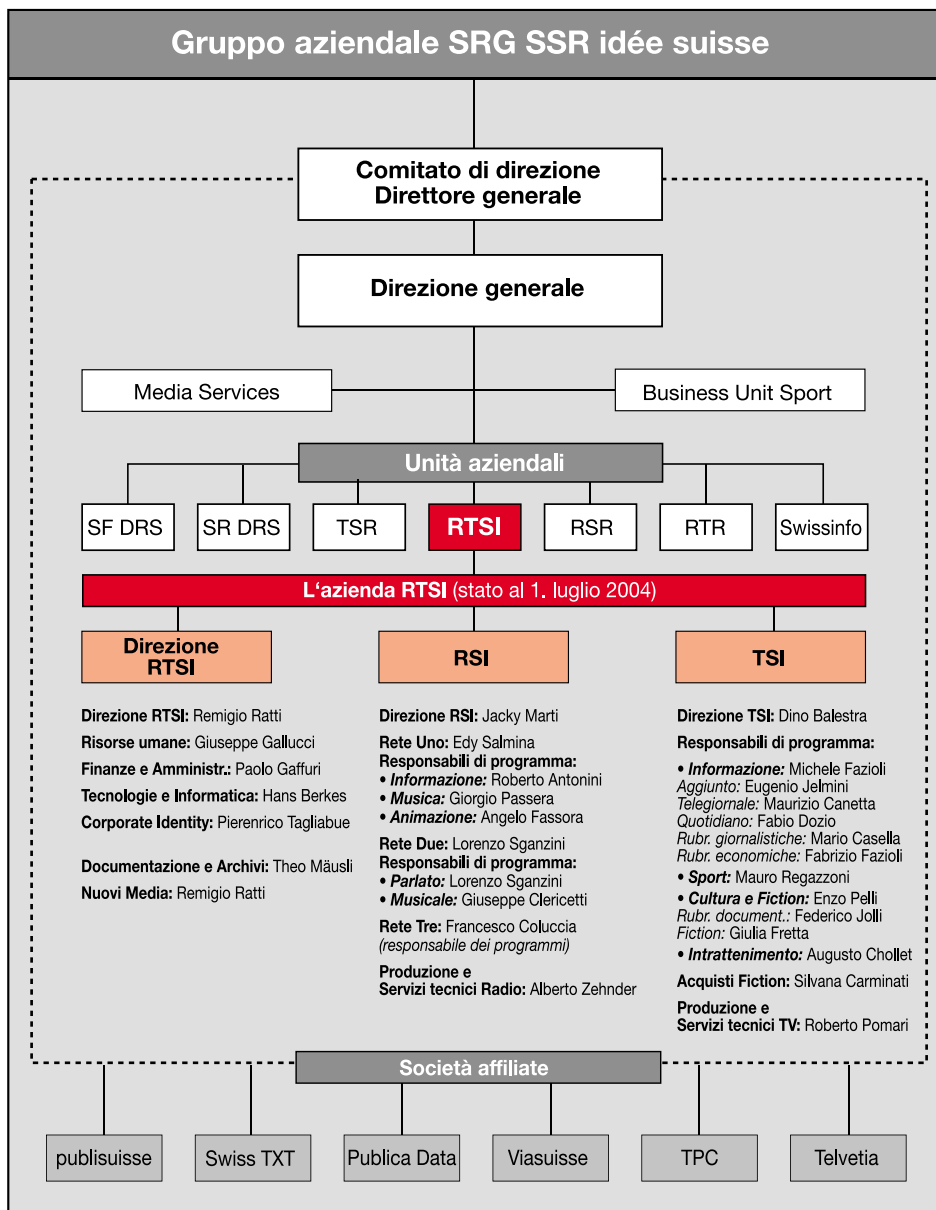 Gruppo aziendale SRG SSR idée suisse
Comitato di direzione
Direttore generale
Direzione generale
Media Services
Business Unit Sport
Unità aziendali
SF DRS
SR DRS
TSR
RTSI
RSR
RTR
Swissinfo
L'azienda RTSI (stato al 1. luglio 2004)
Direzione
RTSI
Direzione RTSI: Remigio Ratti
Risorse umane: Giuseppe Gallucci
Finanze e Amministr.: Paolo Gaffuri
Tecnologie e Informatica: Hans Berkes
Corporate Identity: Pierenrico Tagliabue
Documentazione e Archivi: Theo Mäusli
Nuovi Media: Remigio Ratti
RSI
Direzione RSI: Jacky Marti
Rete Uno: Edy Salmina
Responsabili di programma:
• Informazione: Roberto Antonini
• Musica: Giorgio Passera
• Animazione: Angelo Fassora
Rete Due: Lorenzo Sganzini
Responsabili di programma:
• Parlato: Lorenzo Sganzini
• Musicale: Giuseppe Clericetti
Rete Tre: Francesco Coluccia
(responsabile dei programmi)
Produzione e
Servizi tecnici Radio: Alberto Zehnder
TSI
Direzione TSI: Dino Balestra
Responsabili di programma:
• Informazione: Michele Fazioli
Aggiunto: Eugenio Jelmini
Telegiornale: Maurizio Canetta
Quotidiano: Fabio Dozio
Rubr. giornalistiche: Mario Casella
Rubr. economiche: Fabrizio Fazioli
• Sport: Mauro Regazzoni
• Cultura e Fiction: Enzo Pelli
Rubr. document.: Federico Jolli
Fiction: Giulia Fretta
• Intrattenimento: Augusto Chollet
Acquisti Fiction: Silvana Carminati
Produzione e
Servizi tecnici TV: Roberto Pomari
Società affiliate
publisuisse
Swiss TXT
Publica Data
Viasuisse
TPC
Telvetia